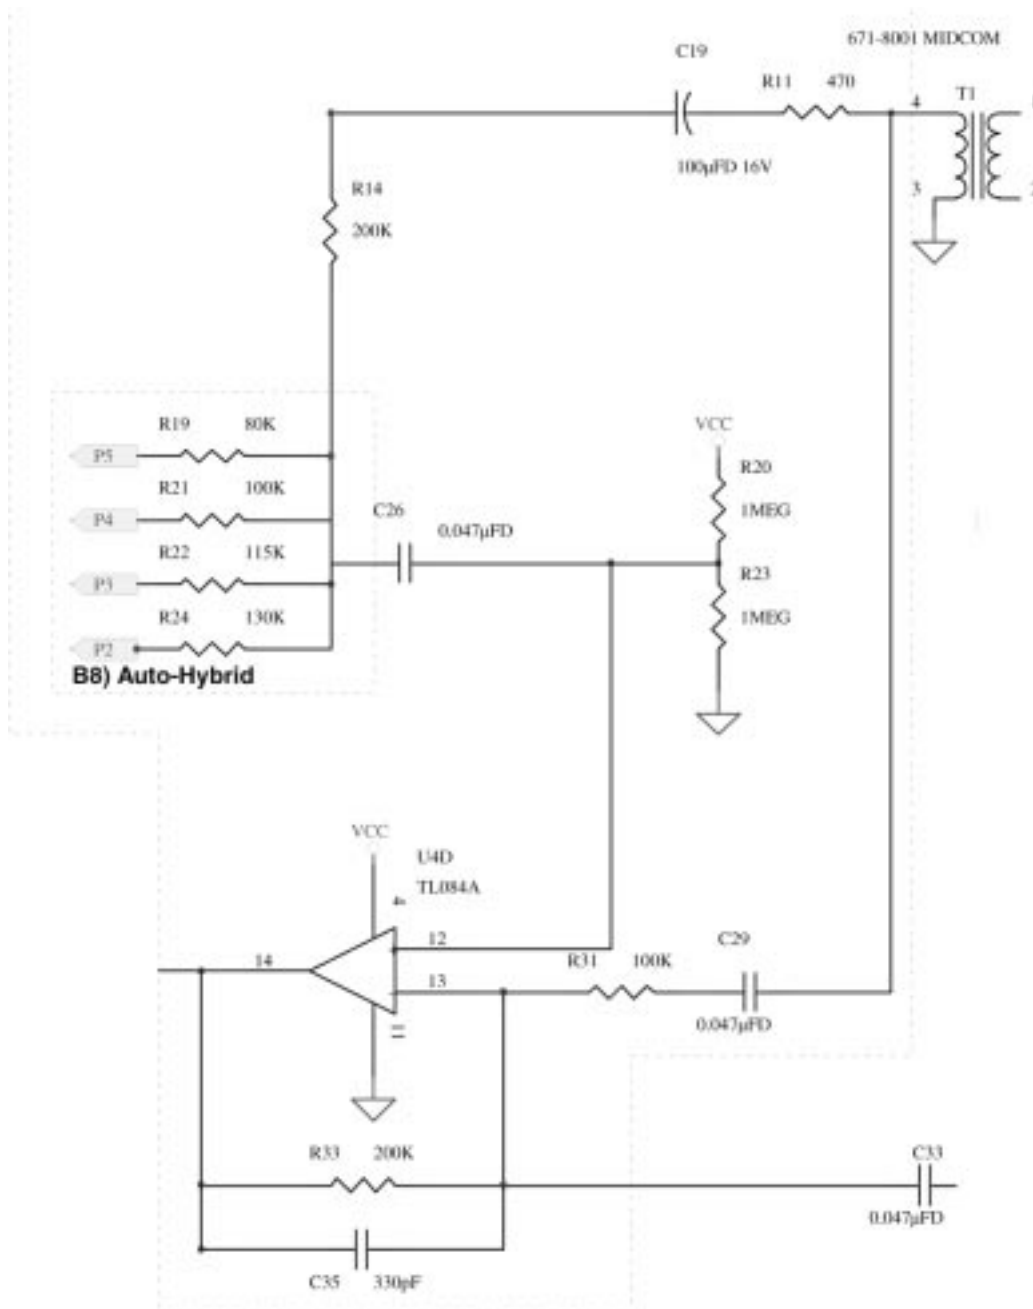 671-8001 MIDCOM
C19
R11 470
4
T1
100µFD 16V
3
R14
200K
R19 80K
P5
VCC
R20
1MEG
R21 100K
P4
C26
0.047µFD
R22 115K
P3
R23
1MEG
R24 130K
P2
B8) Auto-Hybrid
VCC
U4D
TL084A
4
12
14
13
11
R31 100K
C29
0.047µFD
R33 200K
C33
0.047µFD
C35 330pF